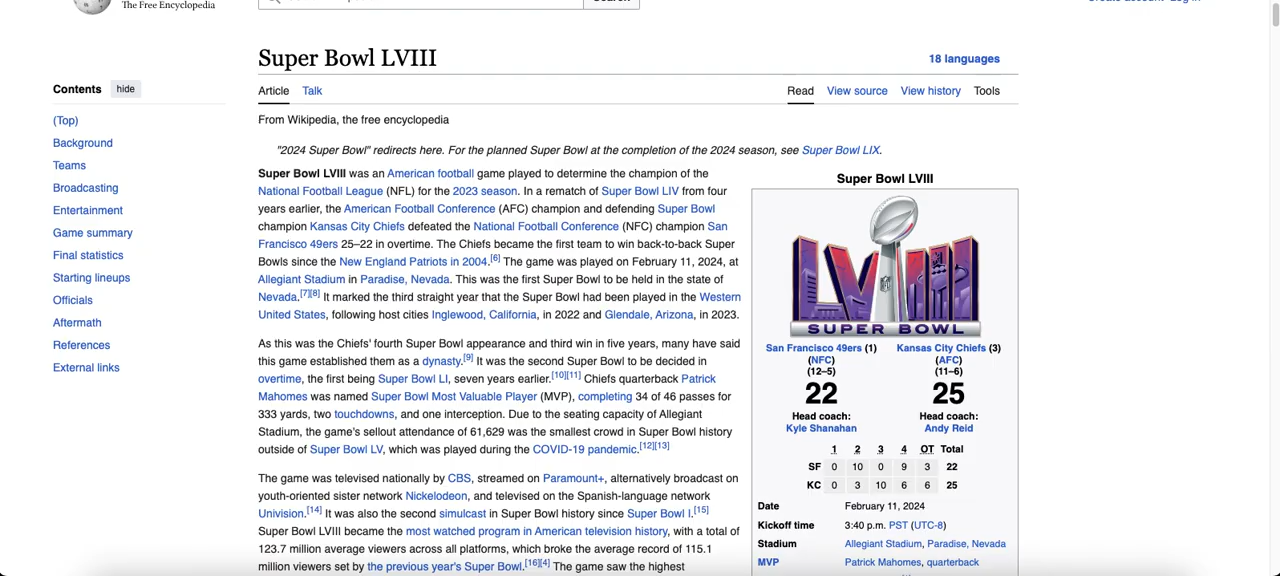 The Free Encyclopedia
Search
Create account Log in
Super Bowl LVIII
18 languages
Contents hide
(Top)
Background
Teams
Broadcasting
Entertainment
Game summary
Final statistics
Starting lineups
Officials
Aftermath
References
External links
Article Talk
Read View source View history Tools
From Wikipedia, the free encyclopedia
"2024 Super Bowl" redirects here. For the planned Super Bowl at the completion of the 2024 season, see Super Bowl LIX.
Super Bowl LVIII was an American football game played to determine the champion of the
National Football League (NFL) for the 2023 season. In a rematch of Super Bowl LIV from four
years earlier, the American Football Conference (AFC) champion and defending Super Bowl
champion Kansas City Chiefs defeated the National Football Conference (NFC) champion San
Francisco 49ers 25–22 in overtime. The Chiefs became the first team to win back-to-back Super
Bowls since the New England Patriots in 2004.[6] The game was played on February 11, 2024, at
Allegiant Stadium in Paradise, Nevada. This was the first Super Bowl to be held in the state of
Nevada.[7][8] It marked the third straight year that the Super Bowl had been played in the Western
United States, following host cities Inglewood, California, in 2022 and Glendale, Arizona, in 2023.
As this was the Chiefs' fourth Super Bowl appearance and third win in five years, many have said
this game established them as a dynasty.[9] It was the second Super Bowl to be decided in
overtime, the first being Super Bowl LI, seven years earlier.[10][11] Chiefs quarterback Patrick
Mahomes was named Super Bowl Most Valuable Player (MVP), completing 34 of 46 passes for
333 yards, two touchdowns, and one interception. Due to the seating capacity of Allegiant
Stadium, the game's sellout attendance of 61,629 was the smallest crowd in Super Bowl history
outside of Super Bowl LV, which was played during the COVID-19 pandemic.[12][13]
The game was televised nationally by CBS, streamed on Paramount+, alternatively broadcast on
youth-oriented sister network Nickelodeon, and televised on the Spanish-language network
Univision.[14] It was also the second simulcast in Super Bowl history since Super Bowl I.[15]
Super Bowl LVIII became the most watched program in American television history, with a total of
123.7 million average viewers across all platforms, which broke the average record of 115.1
million viewers set by the previous year's Super Bowl.[16][4] The game saw the highest
Super Bowl LVIII
LVIII
SUPER BOWL
San Francisco 49ers (1) Kansas City Chiefs (3)
(NFC) (AFC)
(12–5) (11–6)
22 25
Head coach: Head coach:
Kyle Shanahan Andy Reid
1 2 3 4 OT Total
SF 0 10 0 9 3 22
KC 0 3 10 6 6 25
Date February 11, 2024
Kickoff time 3:40 p.m. PST (UTC-8)
Stadium Allegiant Stadium, Paradise, Nevada
MVP Patrick Mahomes, quarterback